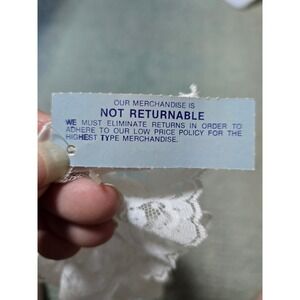 OUR MERCHANDISE IS
NOT RETURNABLE
WE MUST ELIMINATE RETURNS IN ORDER TO
ADHERE TO OUR LOW PRICE POLICY FOR THE
HIGHEST TYPE MERCHANDISE.